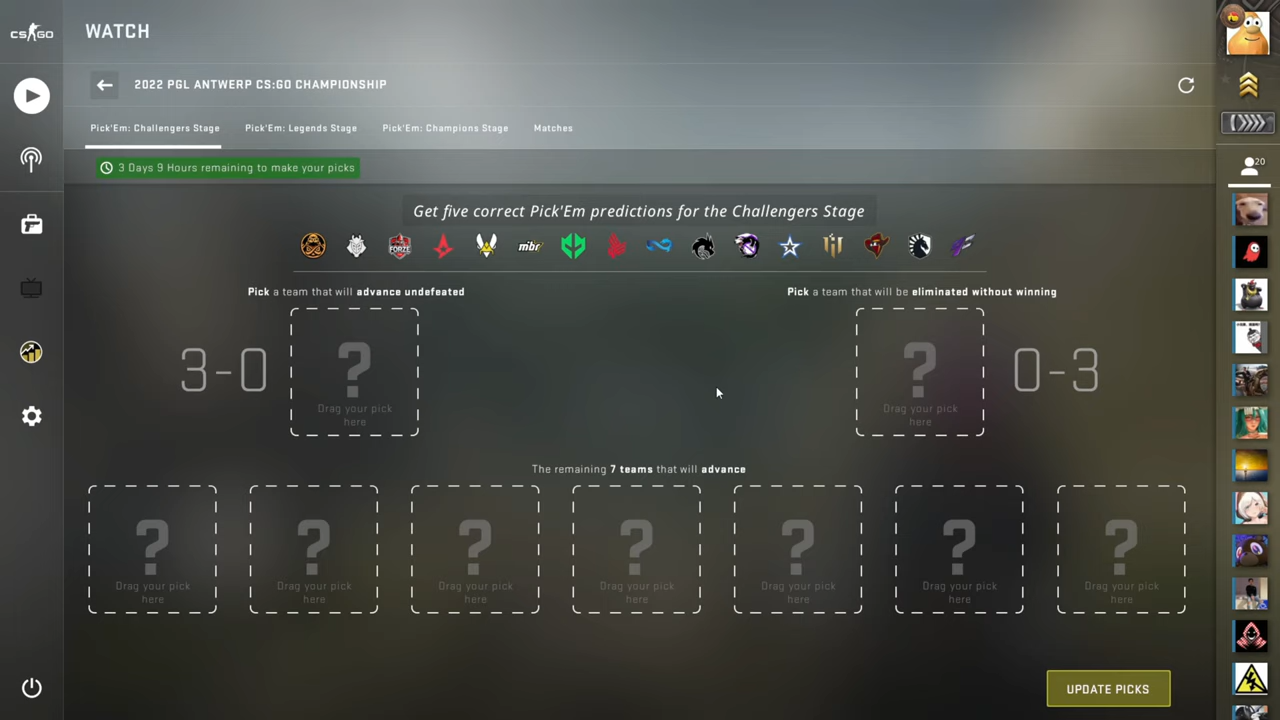 CS GO
WATCH
2022 PGL ANTWERP CS:GO CHAMPIONSHIP
Pick'Em: Challengers Stage
Pick'Em: Legends Stage
Pick'Em: Champions Stage
Matches
3 Days 9 Hours remaining to make your picks
20
Get five correct Pick'Em predictions for the Challengers Stage
FORZE
mibr
Pick a team that will advance undefeated
Pick a team that will be eliminated without winning
3-0
?
Drag your pick
here
?
Drag your pick
here
0-3
The remaining 7 teams that will advance
?
Drag your pick
here
?
Drag your pick
here
?
Drag your pick
here
?
Drag your pick
here
?
Drag your pick
here
?
Drag your pick
here
?
Drag your pick
here
UPDATE PICKS